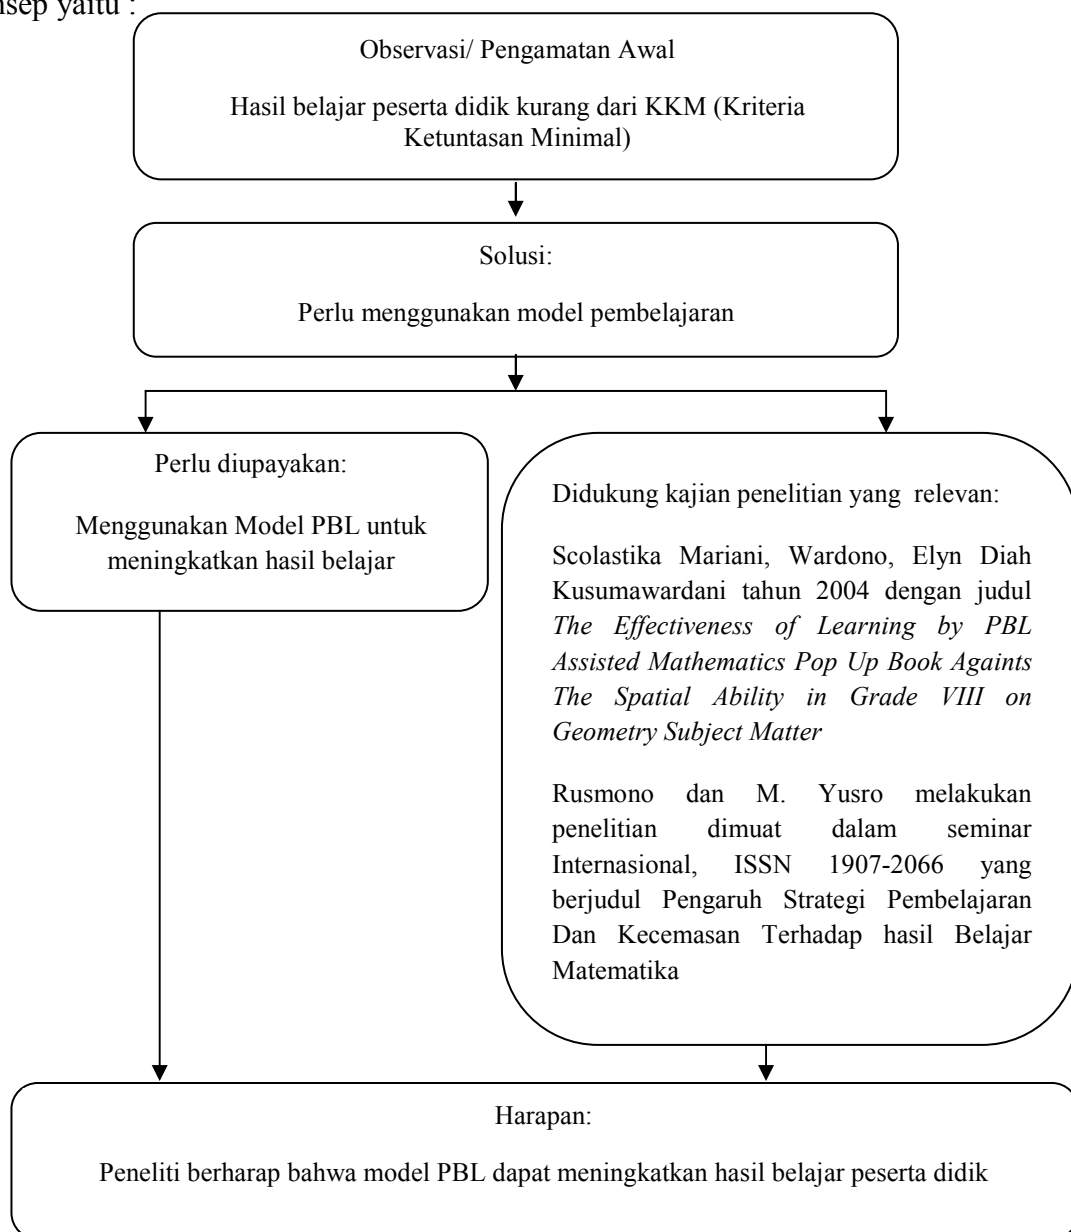 nsep yaitu :
Observasi/ Pengamatan Awal
Hasil belajar peserta didik kurang dari KKM (Kriteria
Ketuntasan Minimal)
Solusi:
Perlu menggunakan model pembelajaran
Perlu diupayakan:
Menggunakan Model PBL untuk
meningkatkan hasil belajar
Didukung kajian penelitian yang relevan:
Scolastika Mariani, Wardono, Elyn Diah
Kusumawardani tahun 2004 dengan judul
The Effectiveness of Learning by PBL
Assisted Mathematics Pop Up Book Againts
The Spatial Ability in Grade VIII on
Geometry Subject Matter
Rusmono dan M. Yusro melakukan
penelitian dimuat dalam seminar
Internasional, ISSN 1907-2066 yang
berjudul Pengaruh Strategi Pembelajaran
Dan Kecemasan Terhadap hasil Belajar
Matematika
Harapan:
Peneliti berharap bahwa model PBL dapat meningkatkan hasil belajar peserta didik